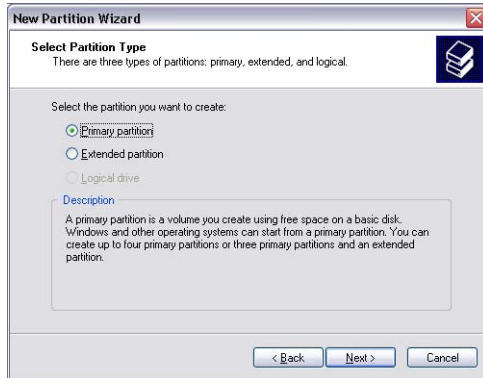 New Partition Wizard
Select Partition Type
There are three types of partitions: primary, extended, and logical.
Select the partition you want to create:
Primary partition
Extended partition
Logical drive
Description
A primary partition is a volume you create using free space on a basic disk.
Windows and other operating systems can start from a primary partition. You can
create up to four primary partitions or three primary partitions and an extended
partition.
< Back
Next >
Cancel